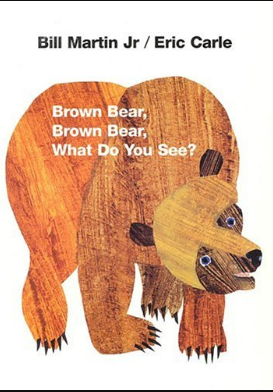 Bill Martin Jr / Eric Carle
Brown Bear,
Brown Bear,
What Do You See?